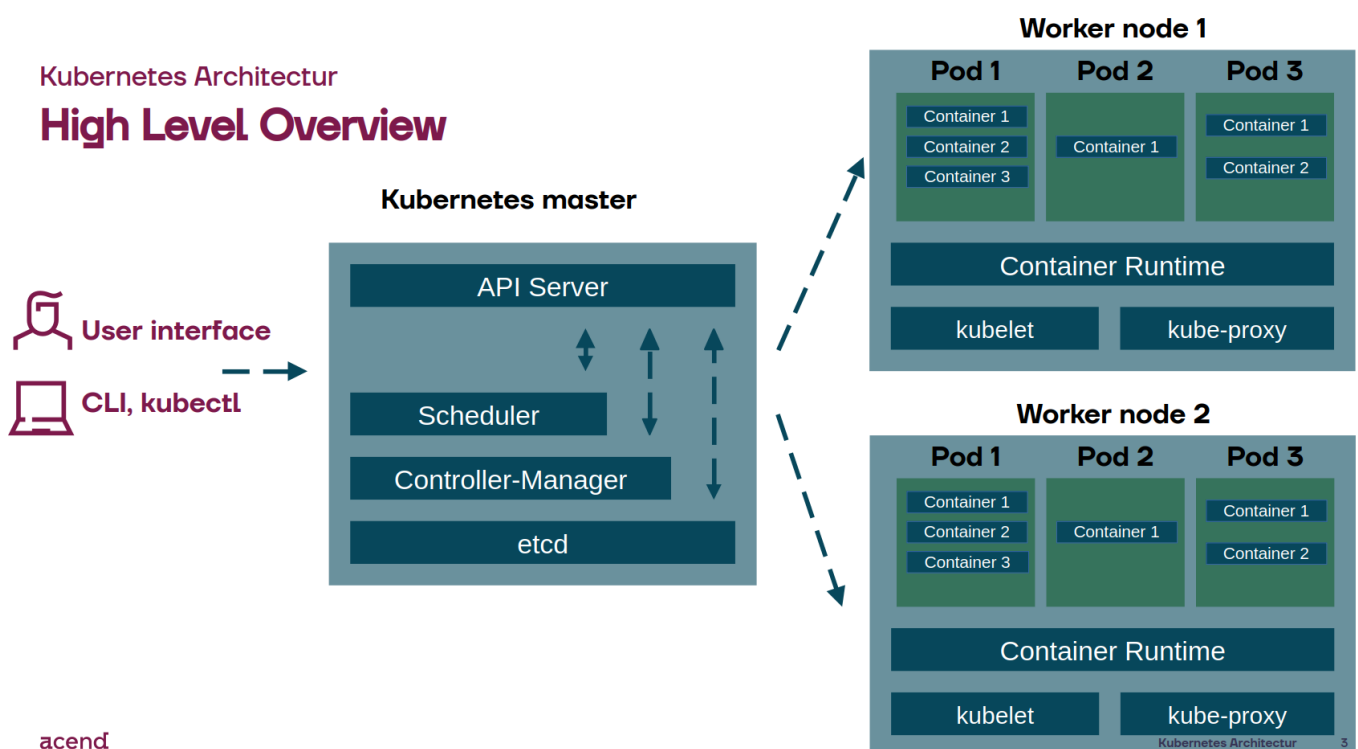 Kubernetes Architectur
High Level Overview
User interface
CLI, kubectl
Kubernetes master
API Server
Scheduler
Controller-Manager
etcd
Worker node 1
Pod 1
Pod 2
Pod 3
Container 1
Container 2
Container 3
Container 1
Container 1
Container 2
Container Runtime
kubelet
kube-proxy
Worker node 2
Pod 1
Pod 2
Pod 3
Container 1
Container 2
Container 3
Container 1
Container 1
Container 2
Container Runtime
kubelet
kube-proxy
acend
Kubernetes Architectur 3